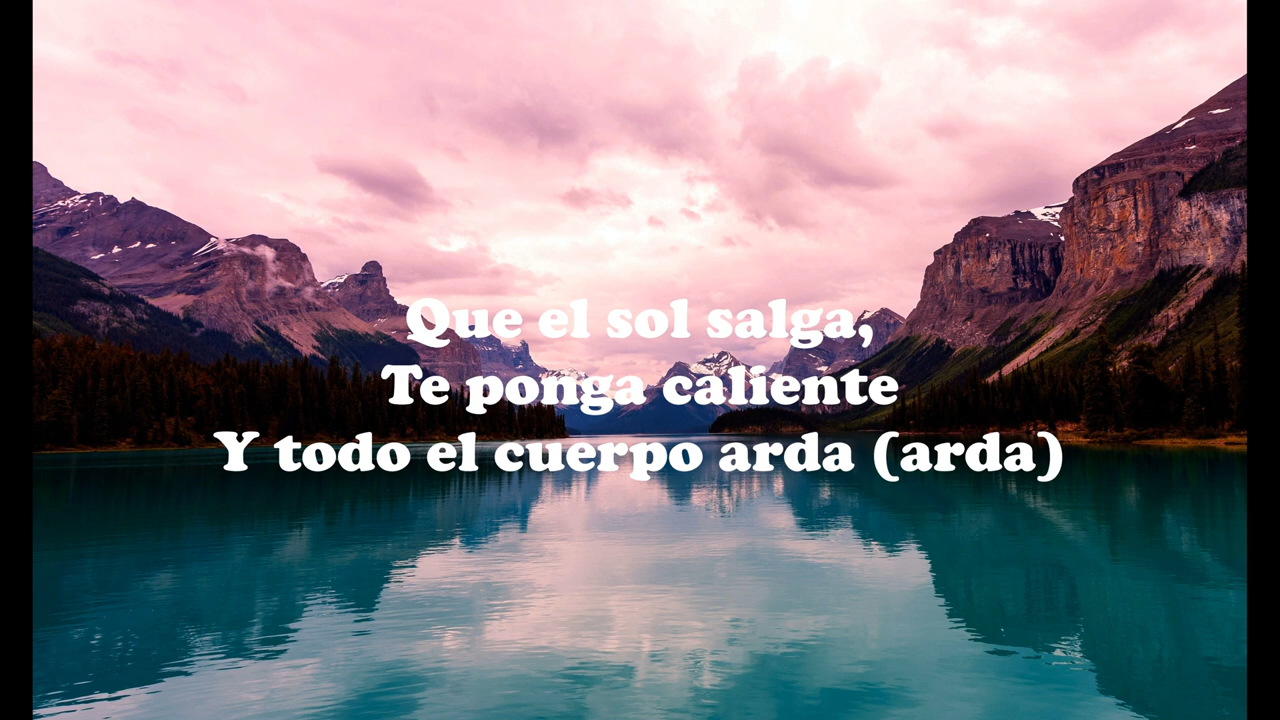 Que el sol salga,
Te ponga caliente
Y todo el cuerpo arda (arda)